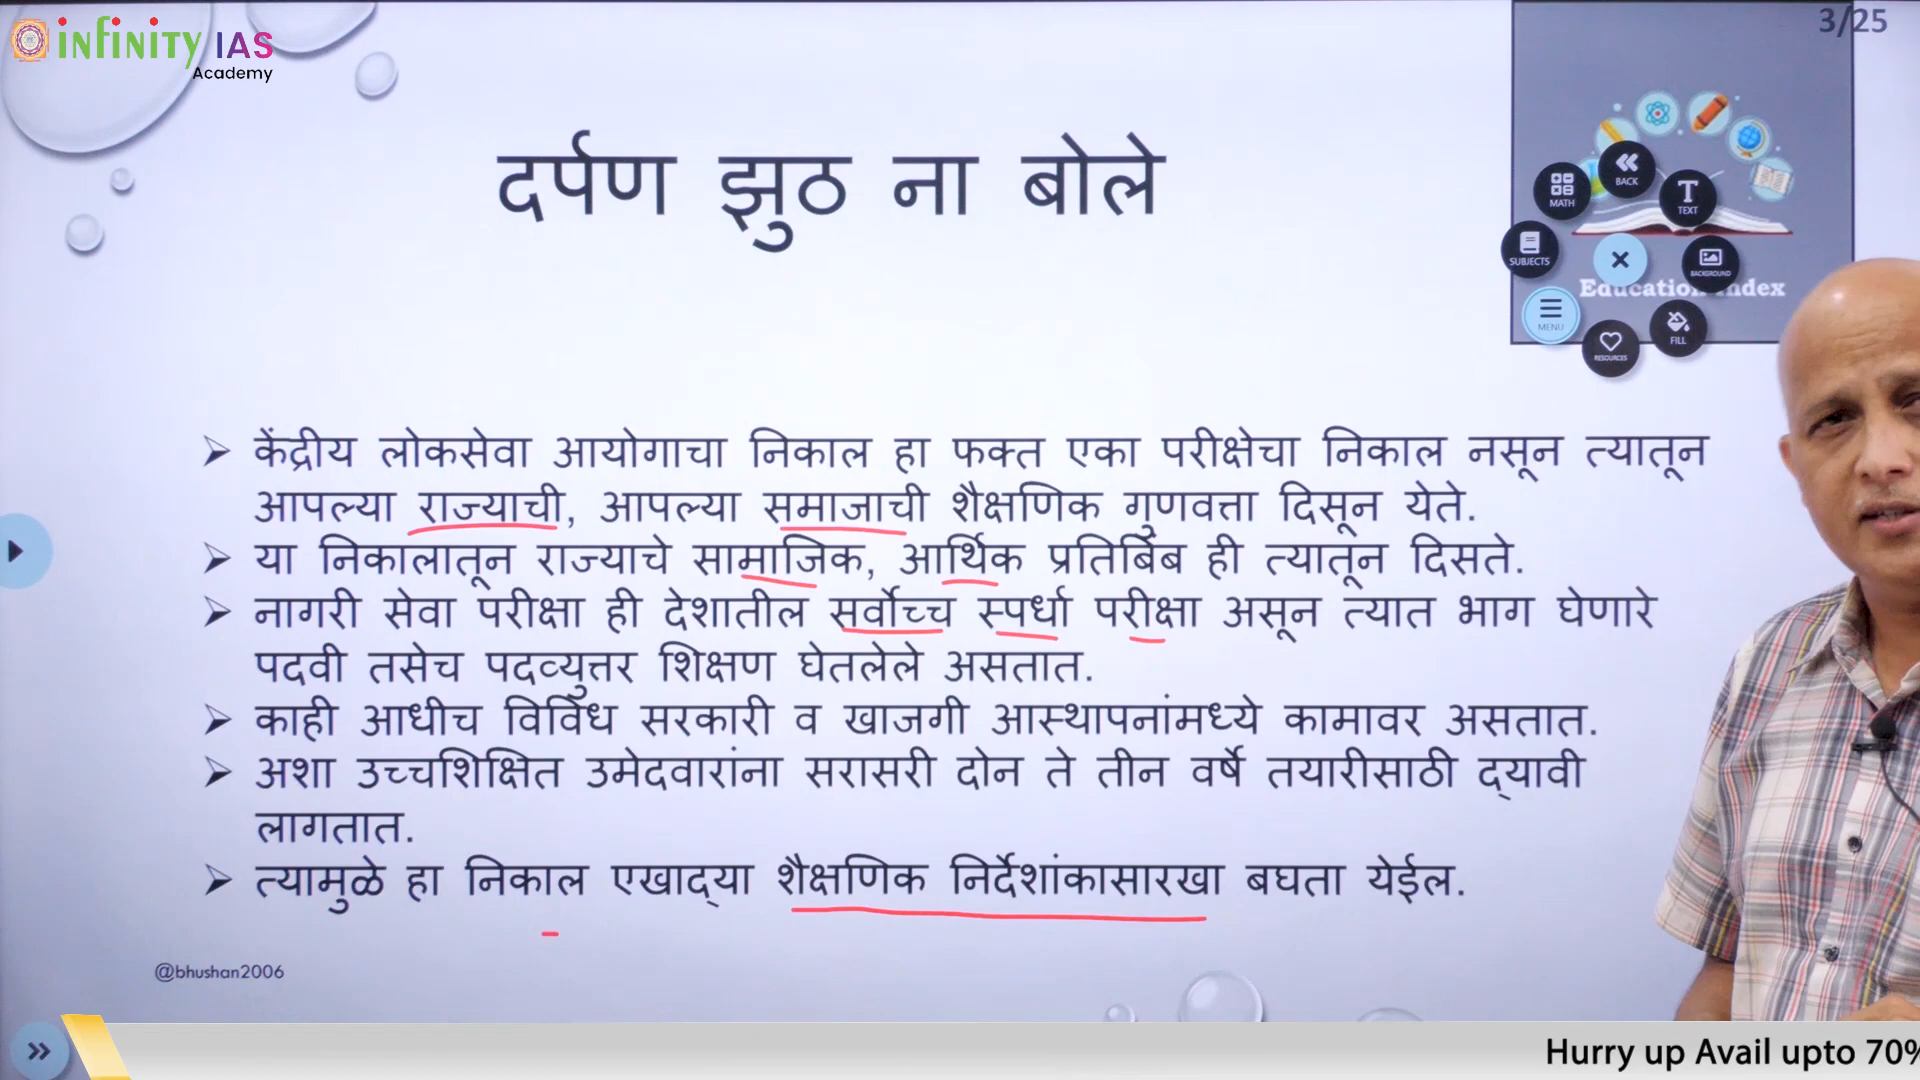 infinity IAS
Academy
3/25
दर्पण झुठ ना बोले
MATH
BACK
TEXT
SUBJECTS
BACKGROUND
Education Index
MENU
FILL
RESOURCES
केंद्रीय लोकसेवा आयोगाचा निकाल हा फक्त एका परीक्षेचा निकाल नसून त्यातून
आपल्या राज्याची, आपल्या समाजाची शैक्षणिक गुणवत्ता दिसून येते.
या निकालातून राज्याचे सामाजिक, आर्थिक प्रतिबिंब ही त्यातून दिसते.
नागरी सेवा परीक्षा ही देशातील सर्वोच्च स्पर्धा परीक्षा असून त्यात भाग घेणारे
पदवी तसेच पदव्युत्तर शिक्षण घेतलेले असतात.
काही आधीच विविध सरकारी व खाजगी आस्थापनांमध्ये कामावर असतात.
अशा उच्चशिक्षित उमेदवारांना सरासरी दोन ते तीन वर्षे तयारीसाठी द्यावी
लागतात.
त्यामुळे हा निकाल एखाद्या शैक्षणिक निर्देशांकासारखा बघता येईल.
@bhushan2006
Hurry up Avail upto 70%